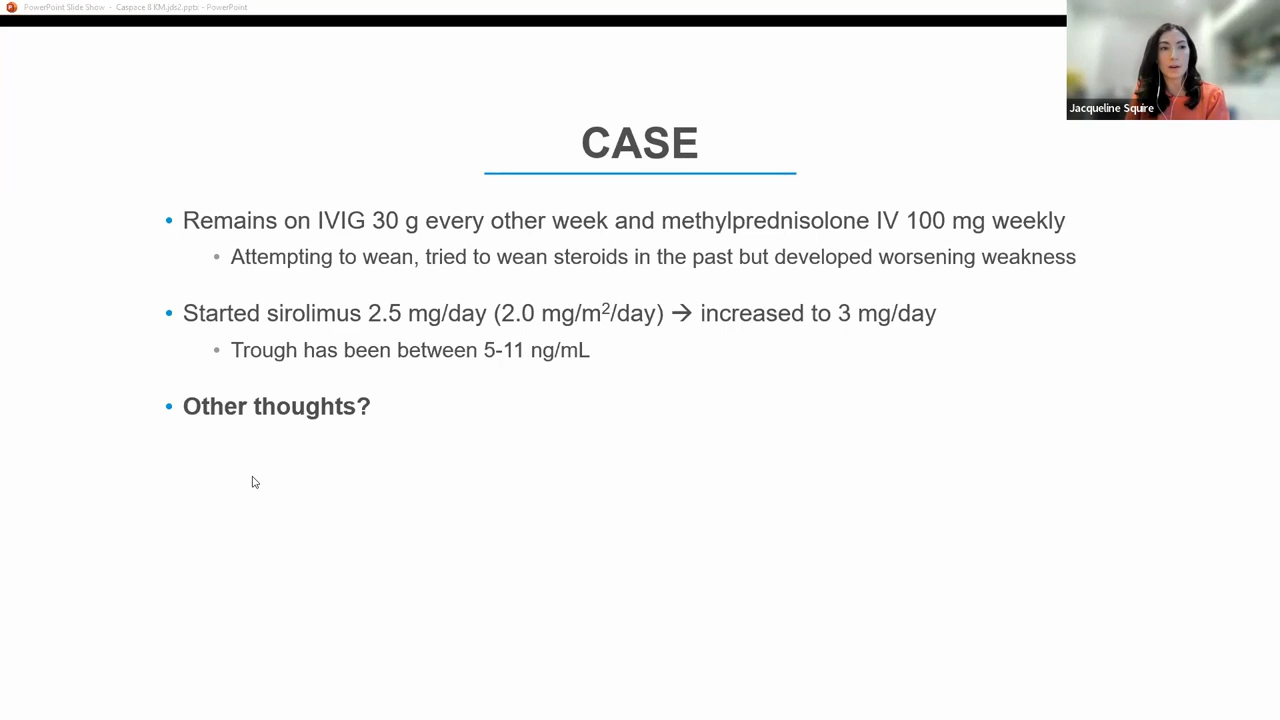 PowerPoint Slide Show - Caspace 8 KM.jds2.pptx - PowerPoint
Jacqueline Squire
CASE
• Remains on IVIG 30 g every other week and methylprednisolone IV 100 mg weekly
• Attempting to wean, tried to wean steroids in the past but developed worsening weakness
• Started sirolimus 2.5 mg/day (2.0 mg/m²/day) → increased to 3 mg/day
• Trough has been between 5-11 ng/mL
• Other thoughts?